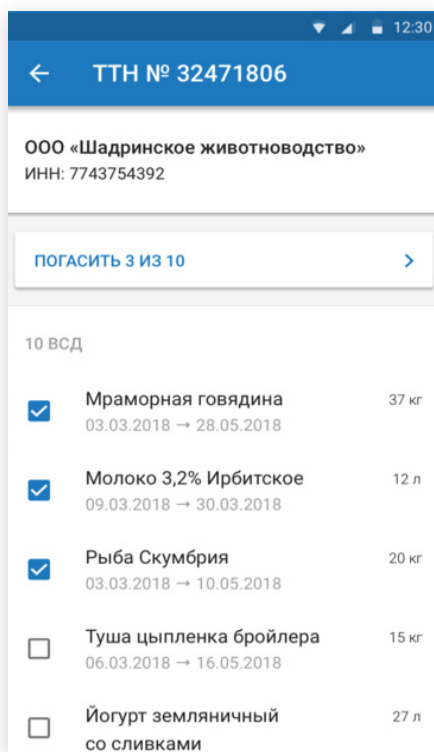 12:30
ТТН № 32471806
ООО «Шадринское животноводство»
ИНН: 7743754392
ПОГАСИТЬ 3 ИЗ 10
10 ВСД
Мраморная говядина 37 кг
03.03.2018 → 28.05.2018
Молоко 3,2% Ирбитское 12 л
09.03.2018 → 30.03.2018
Рыба Скумбрия 20 кг
03.03.2018 → 10.05.2018
Туша цыпленка бройлера 15 кг
06.03.2018 → 16.05.2018
Йогурт земляничный 27 л
со сливками